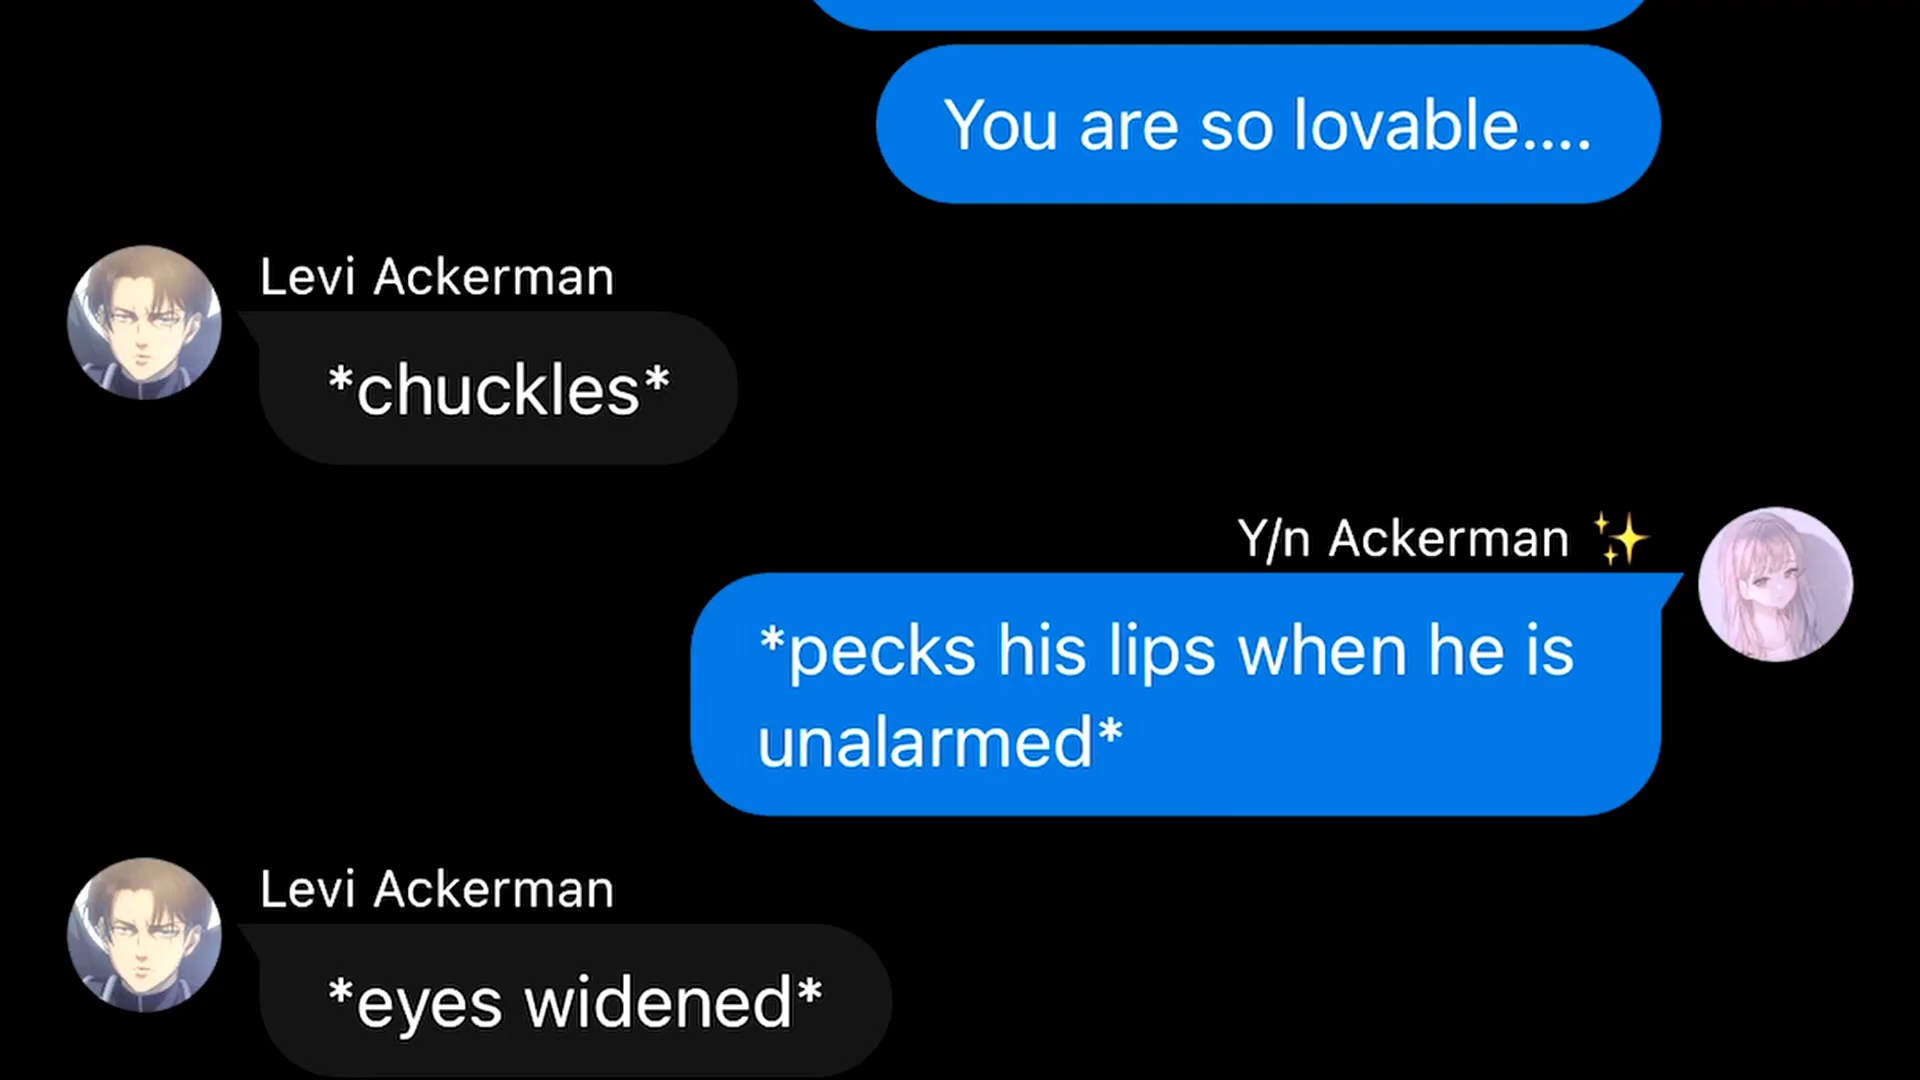 You are so lovable....
Levi Ackerman
*chuckles*
Y/n Ackerman ✨
*pecks his lips when he is
unalarmed*
Levi Ackerman
*eyes widened*